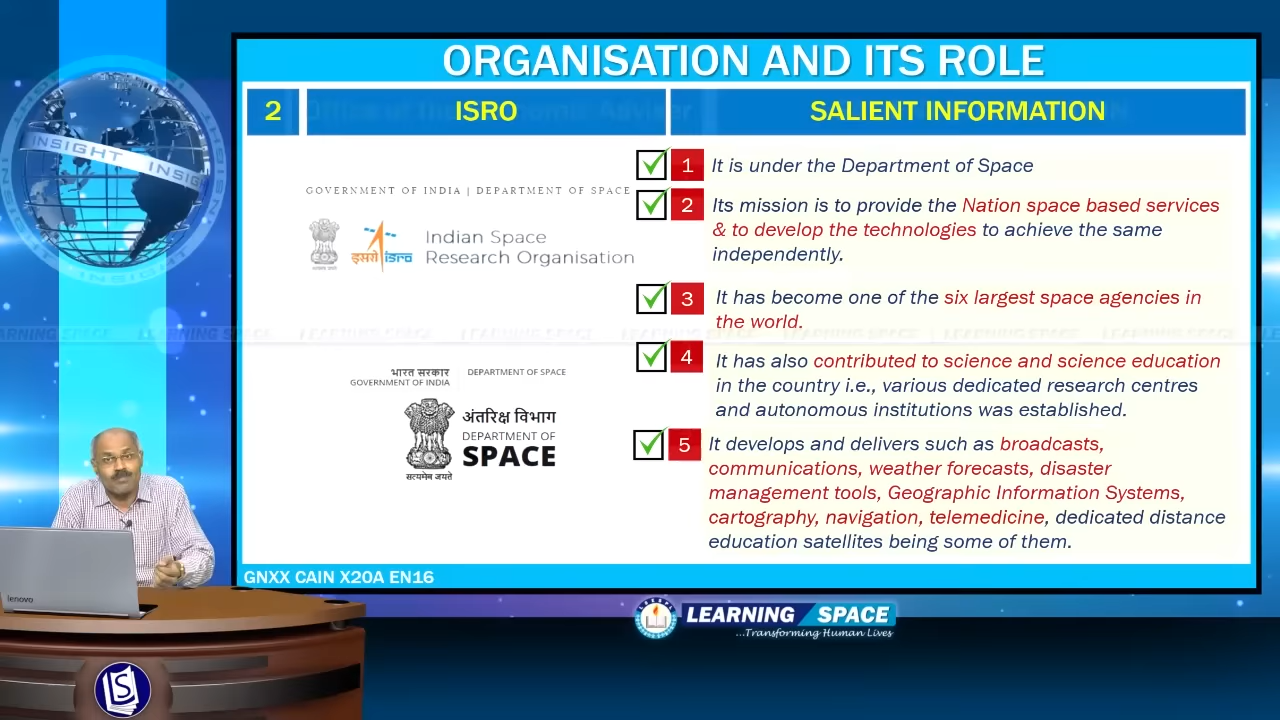 ORGANISATION AND ITS ROLE
2
ISRO
SALIENT INFORMATION
GOVERNMENT OF INDIA | DEPARTMENT OF SPACE
इसरो isro
Indian Space
Research Organisation
भारत सरकार
GOVERNMENT OF INDIA
DEPARTMENT OF SPACE
अंतरिक्ष विभाग
DEPARTMENT OF
SPACE
सत्यमेव जयते
1 It is under the Department of Space
2 Its mission is to provide the Nation space based services
& to develop the technologies to achieve the same
independently.
3 It has become one of the six largest space agencies in
the world.
4 It has also contributed to science and science education
in the country i.e., various dedicated research centres
and autonomous institutions was established.
5 It develops and delivers such as broadcasts,
communications, weather forecasts, disaster
management tools, Geographic Information Systems,
cartography, navigation, telemedicine, dedicated distance
education satellites being some of them.
GNXX CAIN X20A EN16
INSIGHT INSIG
LEARNING SPACE
lenovo
LS
LEARNING SPACE
...Transforming Human Lives